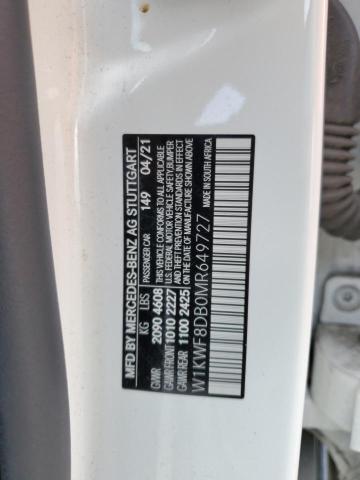 MFD BY MERCEDES-BENZ AG STUTTGART
PASSENGER CAR 149 04/21
KG LBS
GVWR 2090 4608
GAWR FRONT 1010 2227
GAWR REAR 1100 2425
THIS VEHICLE CONFORMS TO ALL APPLICABLE
U.S. FEDERAL MOTOR VEHICLE SAFETY, BUMPER
AND THEFT PREVENTION STANDARDS IN EFFECT
ON THE DATE OF MANUFACTURE SHOWN ABOVE.
MADE IN SOUTH AFRICA
W1KWF8DB0MR649727